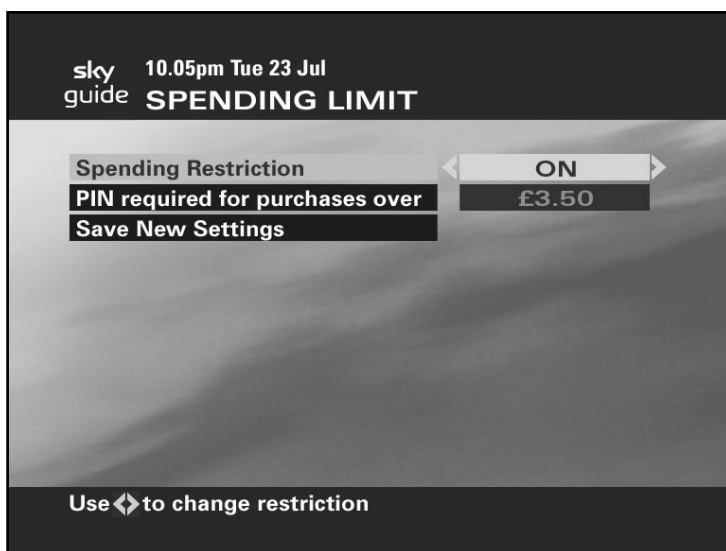 sky 10.05pm Tue 23 Jul
guide SPENDING LIMIT
Spending Restriction ON
PIN required for purchases over £3.50
Save New Settings
Use to change restriction